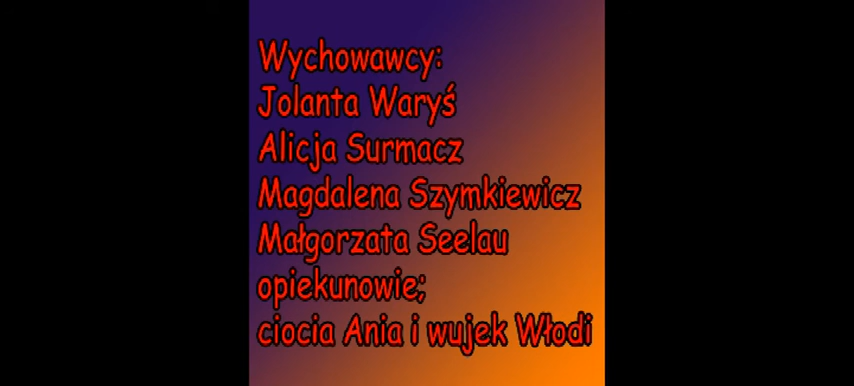 Wychowawcy:
Jolanta Waryś
Alicja Surmacz
Magdalena Szymkiewicz
Małgorzata Seelau
opiekunowie;
ciocia Ania i wujek Włodi